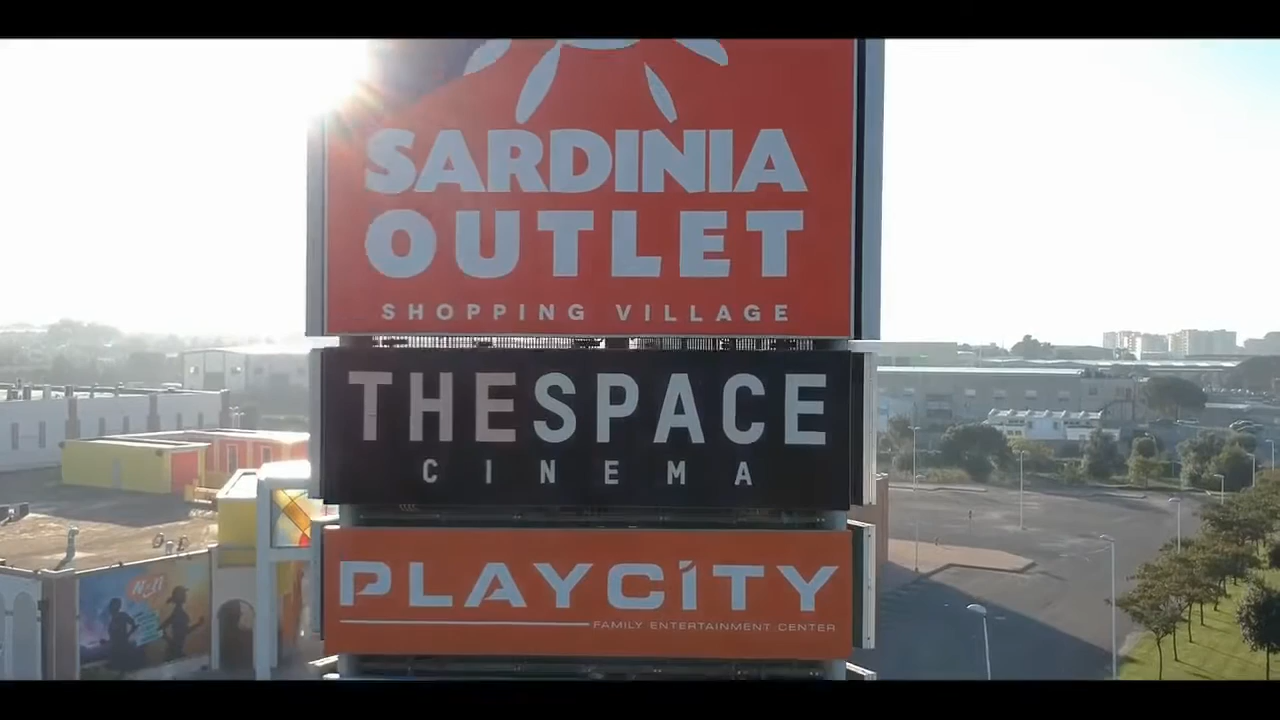 SARDINIA
OUTLET
SHOPPING VILLAGE
THESPACE
CINEMA
PLAYCITY
FAMILY ENTERTAINMENT CENTER